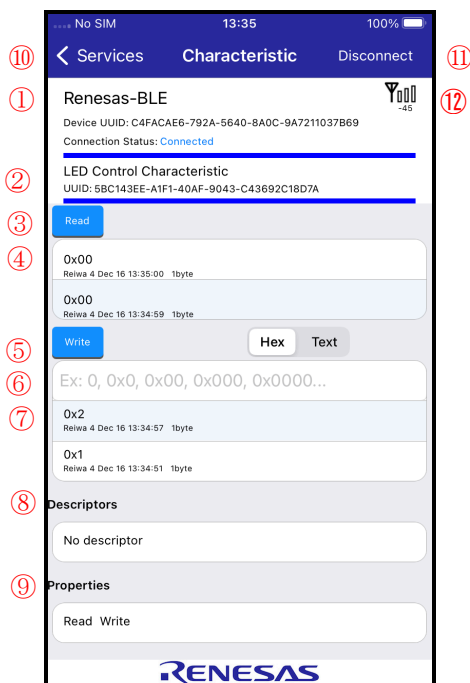 No SIM 13:35 100%
⑩ Services Characteristic Disconnect ⑪
① Renesas-BLE ⑫
-45
Device UUID: C4FACAE6-792A-5640-8A0C-9A7211037B69
Connection Status: Connected
② LED Control Characteristic
UUID: 5BC143EE-A1F1-40AF-9043-C43692C18D7A
③ Read
④ 0x00
Reiwa 4 Dec 16 13:35:00 1byte
0x00
Reiwa 4 Dec 16 13:34:59 1byte
⑤ Write Hex Text
⑥ Ex: 0, 0x0, 0x00, 0x000, 0x0000...
⑦ 0x2
Reiwa 4 Dec 16 13:34:57 1byte
0x1
Reiwa 4 Dec 16 13:34:51 1byte
⑧ Descriptors
No descriptor
⑨ Properties
Read Write
RENESAS